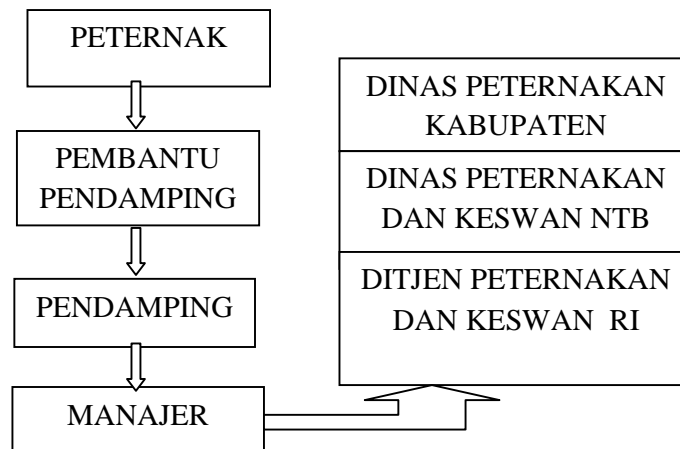 PETERNAK
PEMBANTU
PENDAMPING
PENDAMPING
MANAJER
DINAS PETERNAKAN
KABUPATEN
DINAS PETERNAKAN
DAN KESWAN NTB
DITJEN PETERNAKAN
DAN KESWAN RI